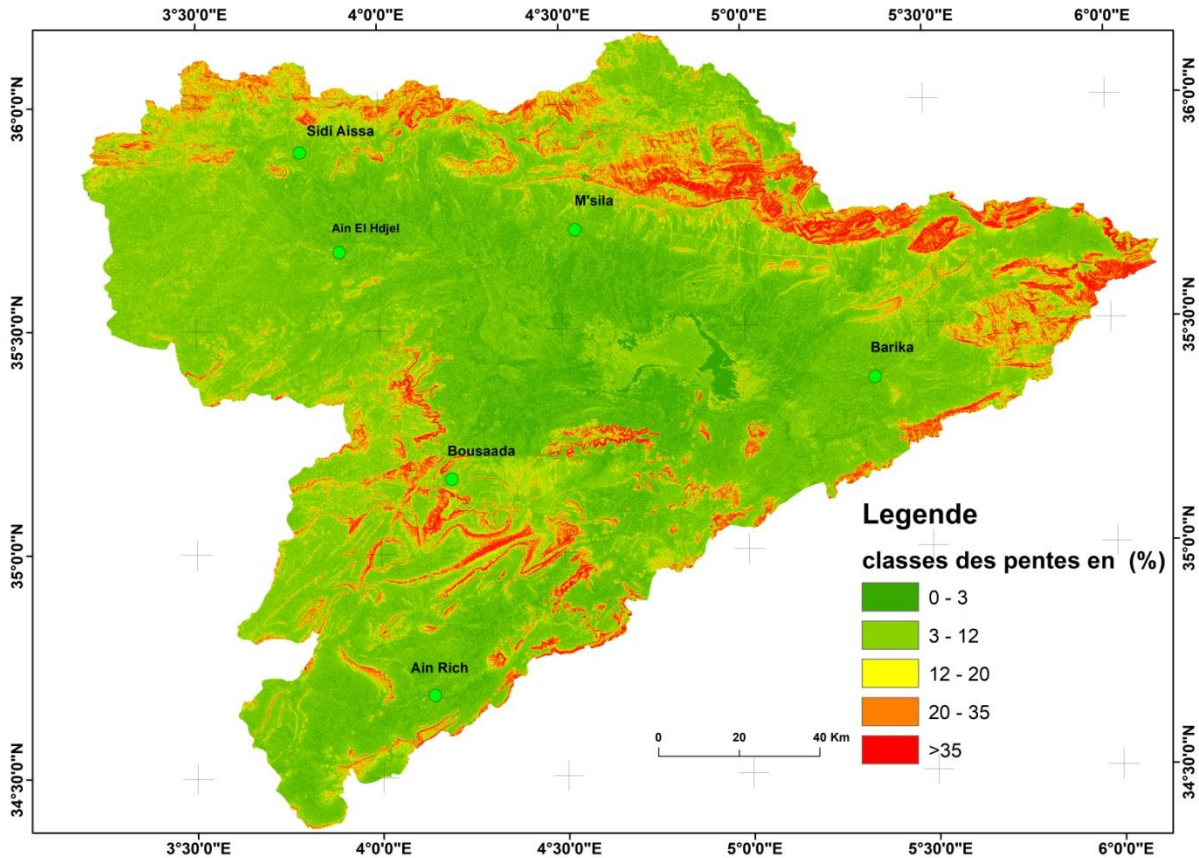 3°30'0"E 4°0'0"E 4°30'0"E 5°0'0"E 5°30'0"E 6°0'0"E
36°0'0"N
36°0'0"N
Sidi Aissa
M'sila
Ain El Hdjel
35°30'0"N
35°30'0"N
Barika
Bousaada
Legende
classes des pentes en (%)
35°0'0"N
35°0'0"N
0 - 3
3 - 12
12 - 20
20 - 35
>35
Ain Rich
0 20 40 Km
34°30'0"N
34°30'0"N
3°30'0"E 4°0'0"E 4°30'0"E 5°0'0"E 5°30'0"E 6°0'0"E